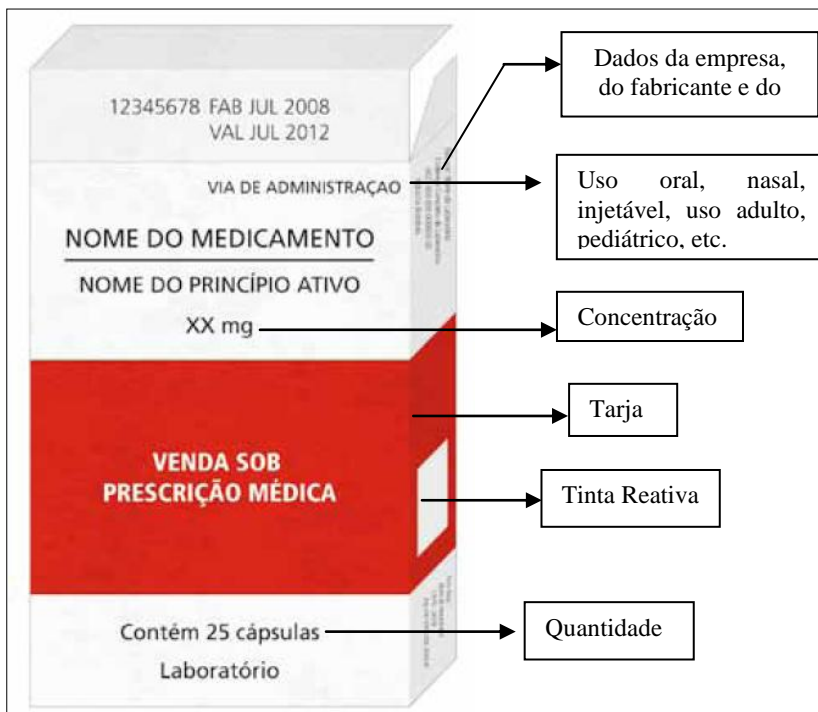 12345678 FAB JUL 2008
VAL JUL 2012
VIA DE ADMINISTRAÇAO
NOME DO MEDICAMENTO
NOME DO PRINCÍPIO ATIVO
XX mg
VENDA SOB
PRESCRIÇÃO MÉDICA
Contém 25 cápsulas
Laboratório
Dados da empresa,
do fabricante e do
Uso oral, nasal,
injetável, uso adulto,
pediátrico, etc.
Concentração
Tarja
Tinta Reativa
Quantidade